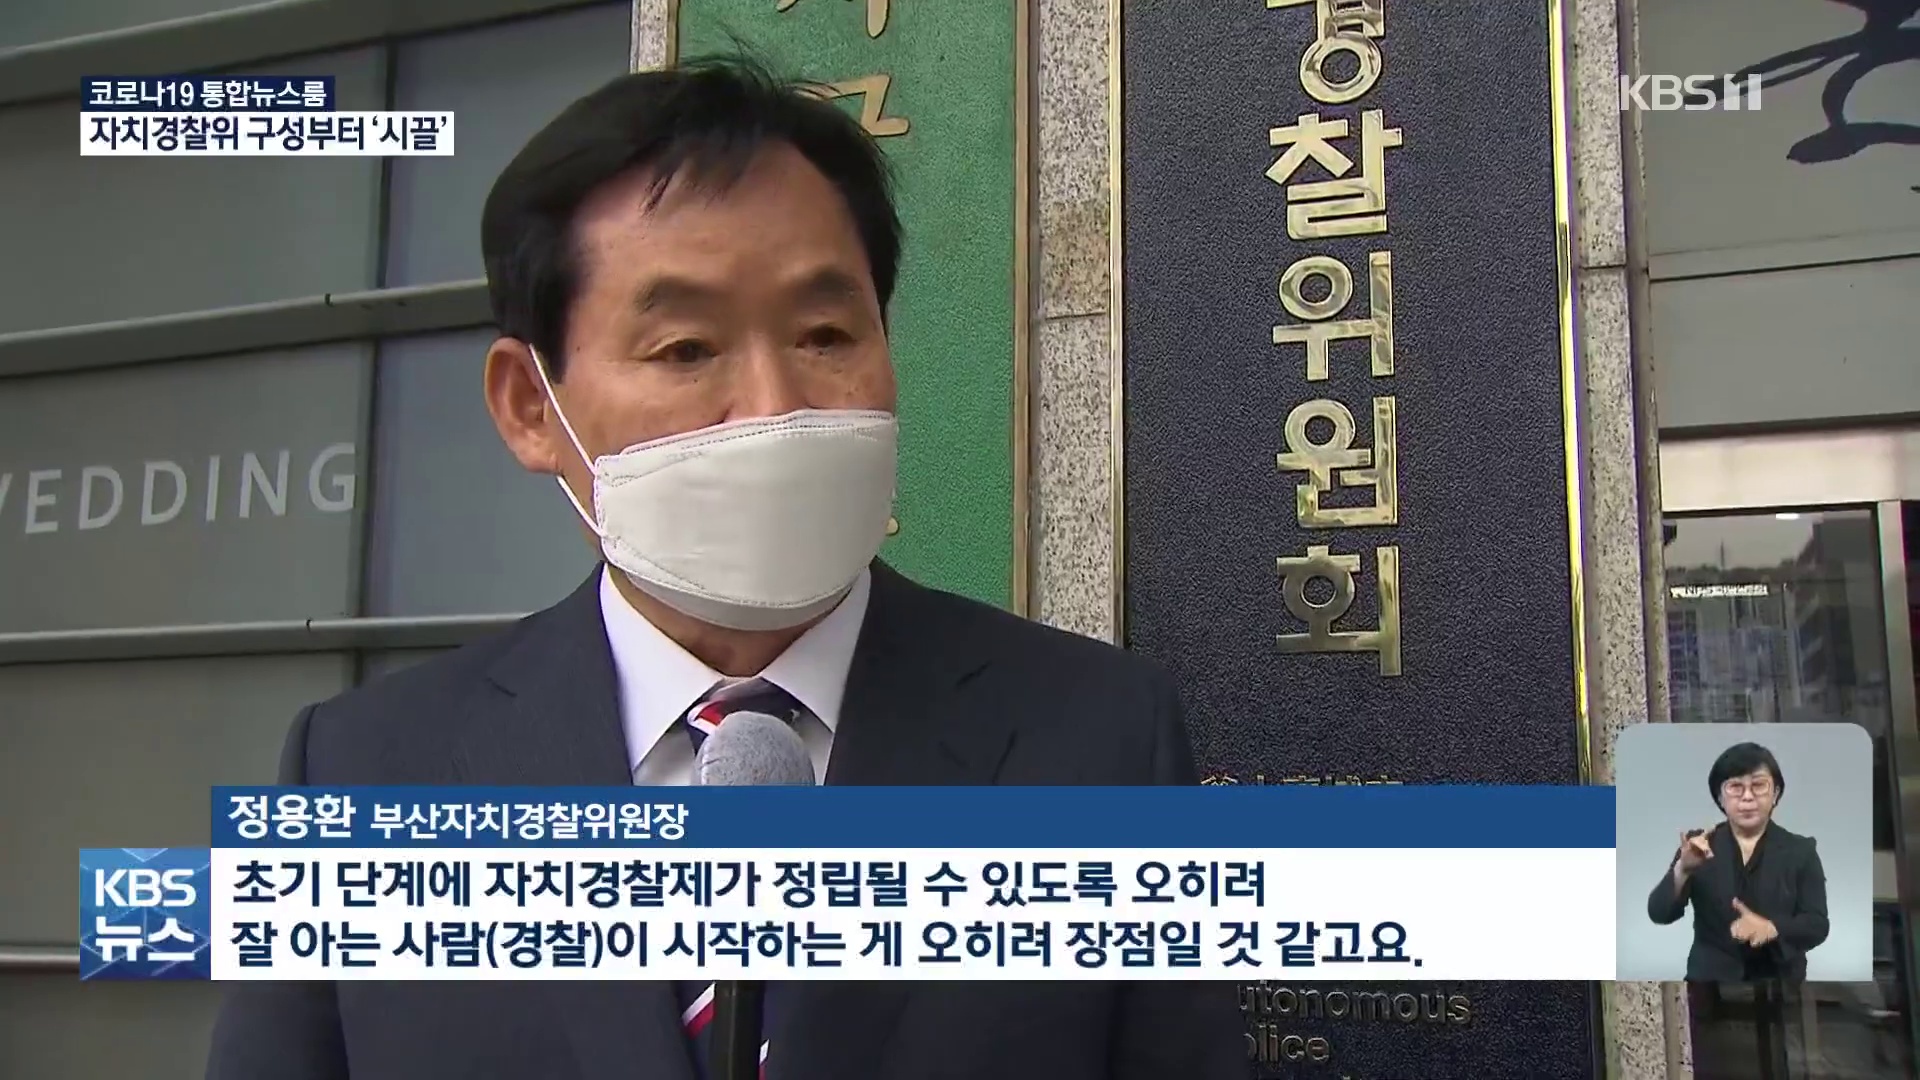 코로나19 통합뉴스룸
자치경찰위 구성부터 ‘시끌’
KBS 1
경찰위원회
WEDDING
정용환 부산자치경찰위원장
KBS
뉴스
초기 단계에 자치경찰제가 정립될 수 있도록 오히려
잘 아는 사람(경찰)이 시작하는 게 오히려 장점일 것 같고요.
utonomous
olice